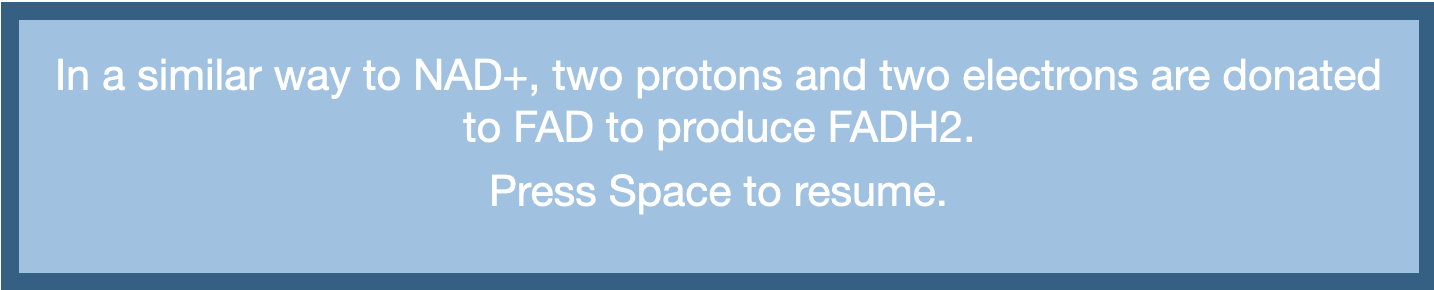 In a similar way to NAD+, two protons and two electrons are donated
to FAD to produce FADH2.
Press Space to resume.